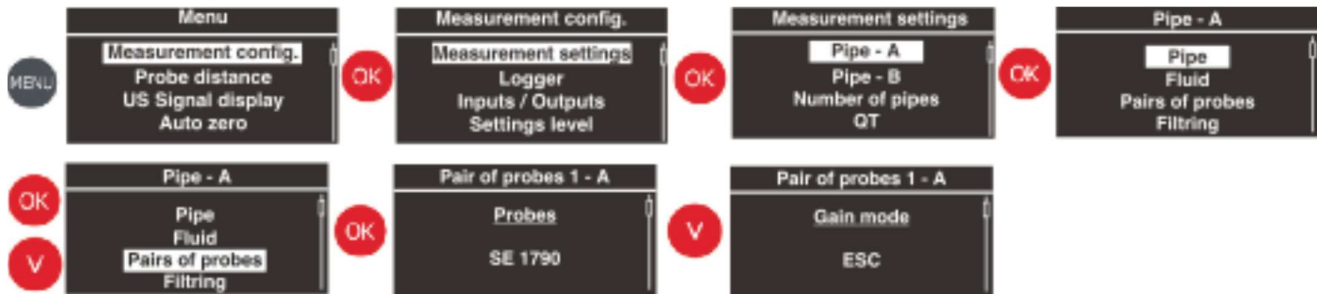 MENU
Menu
Measurement config.
Probe distance
US Signal display
Auto zero
OK
Measurement config.
Measurement settings
Logger
Inputs / Outputs
Settings level
OK
Measurement settings
Pipe - A
Pipe - B
Number of pipes
QT
OK
Pipe - A
Pipe
Fluid
Pairs of probes
Filtring
OK
V
Pipe - A
Pipe
Fluid
Pairs of probes
Filtring
OK
Pair of probes 1 - A
Probes
SE 1790
V
Pair of probes 1 - A
Gain mode
ESC